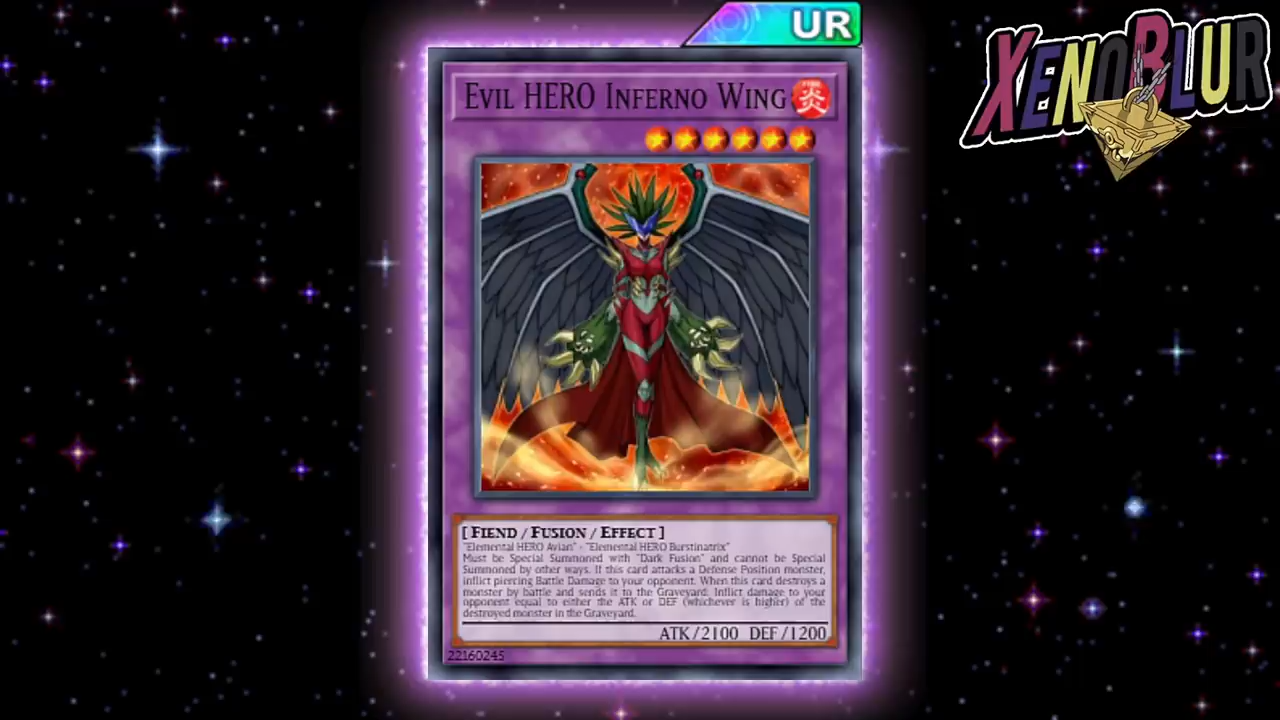 UR
XENOBLUR
EVIL HERO INFERNO WING
炎
[ FIEND / FUSION / EFFECT ]
"Elemental HERO Avian" - "Elemental HERO Burstinatrix"
Must be Special Summoned with "Dark Fusion" and cannot be Special
Summoned by other ways. If this card attacks a Defense Position monster,
inflict piercing Battle Damage to your opponent. When this card destroys a
monster by battle and sends it to the Graveyard: Inflict damage to your
opponent equal to either the ATK or DEF (whichever is higher) of the
destroyed monster in the Graveyard.
ATK/2100 DEF/1200
22160245